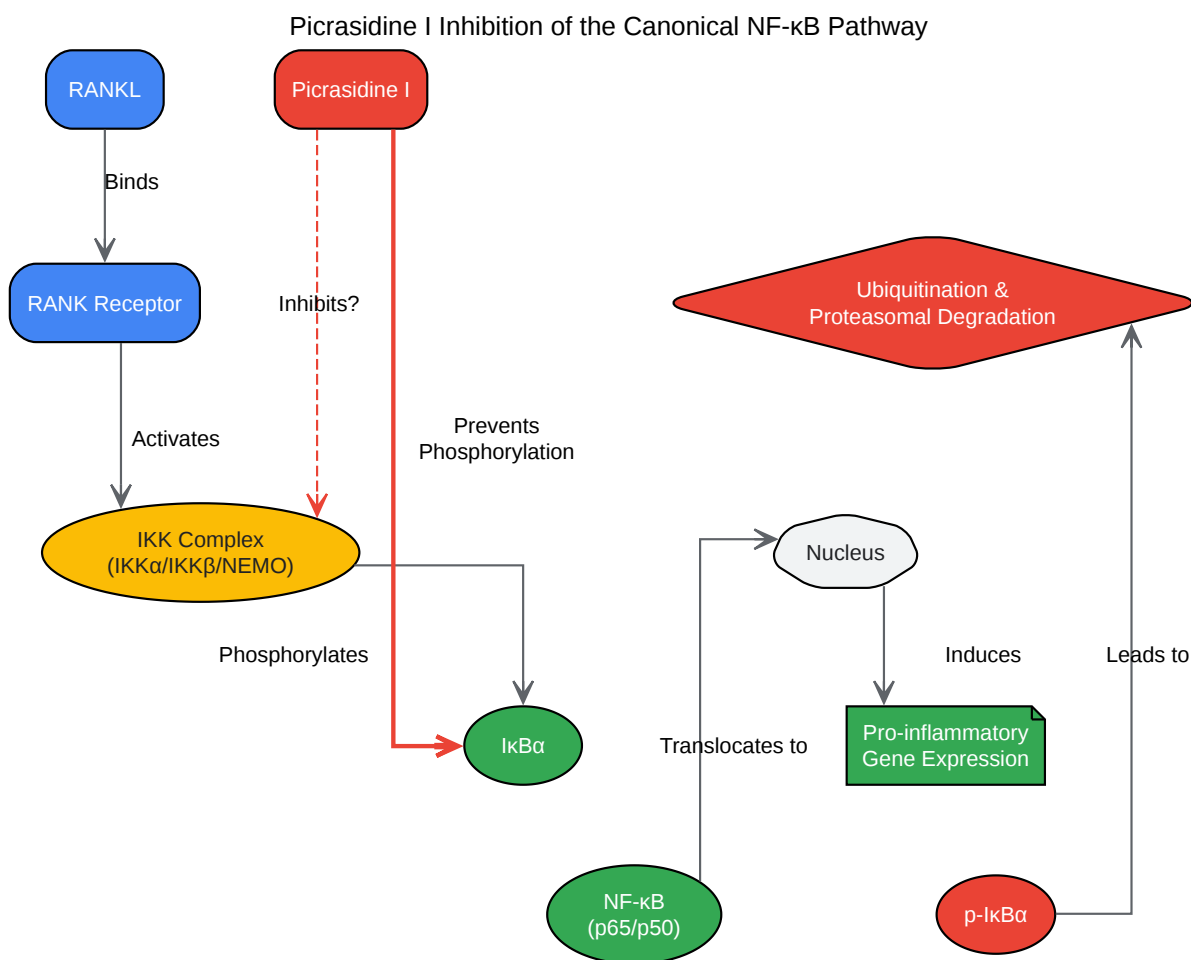 Picrasidine I Inhibition of the Canonical NF-κB Pathway
RANKL
Picrasidine I
Binds
RANK Receptor
Inhibits?
Ubiquitination &
Proteasomal Degradation
Activates
Prevents
Phosphorylation
IKK Complex
(IKKα/IKKβ/NEMO)
Nucleus
Phosphorylates
Induces
Leads to
IκBα
Translocates to
Pro-inflammatory
Gene Expression
NF-κB
(p65/p50)
p-IκBα